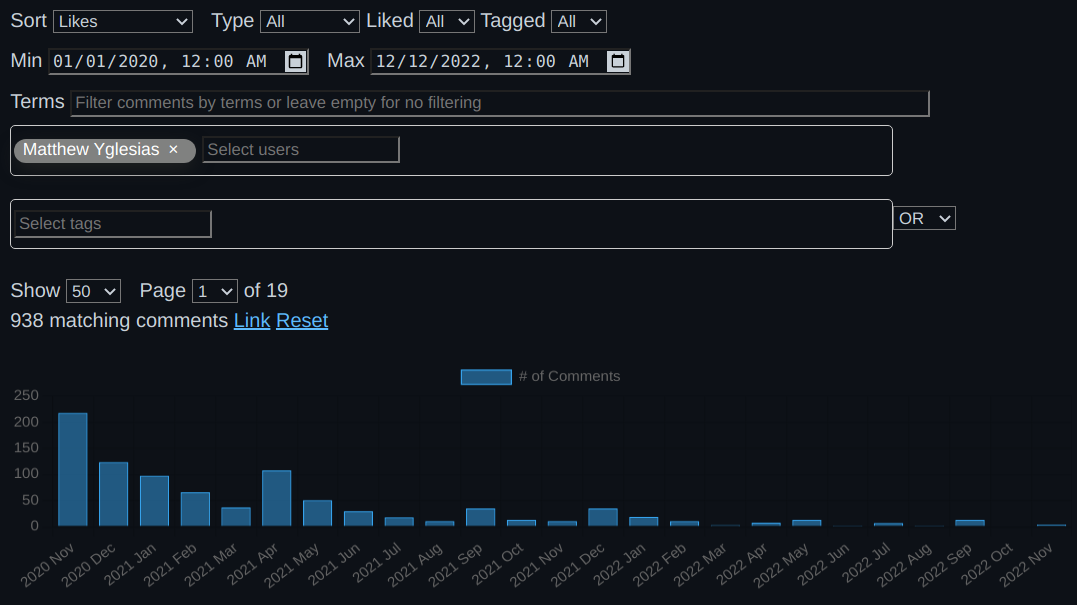 Sort Likes Type All Liked All Tagged All
Min 01/01/2020, 12:00 AM Max 12/12/2022, 12:00 AM
Terms Filter comments by terms or leave empty for no filtering
Matthew Yglesias × Select users
Select tags OR
Show 50 Page 1 of 19
938 matching comments Link Reset
# of Comments
250
200
150
100
50
0
2020 Nov 2020 Dec 2021 Jan 2021 Feb 2021 Mar 2021 Apr 2021 May 2021 Jun 2021 Jul 2021 Aug 2021 Sep 2021 Oct 2021 Nov 2021 Dec 2022 Jan 2022 Feb 2022 Mar 2022 Apr 2022 May 2022 Jun 2022 Jul 2022 Aug 2022 Sep 2022 Oct 2022 Nov